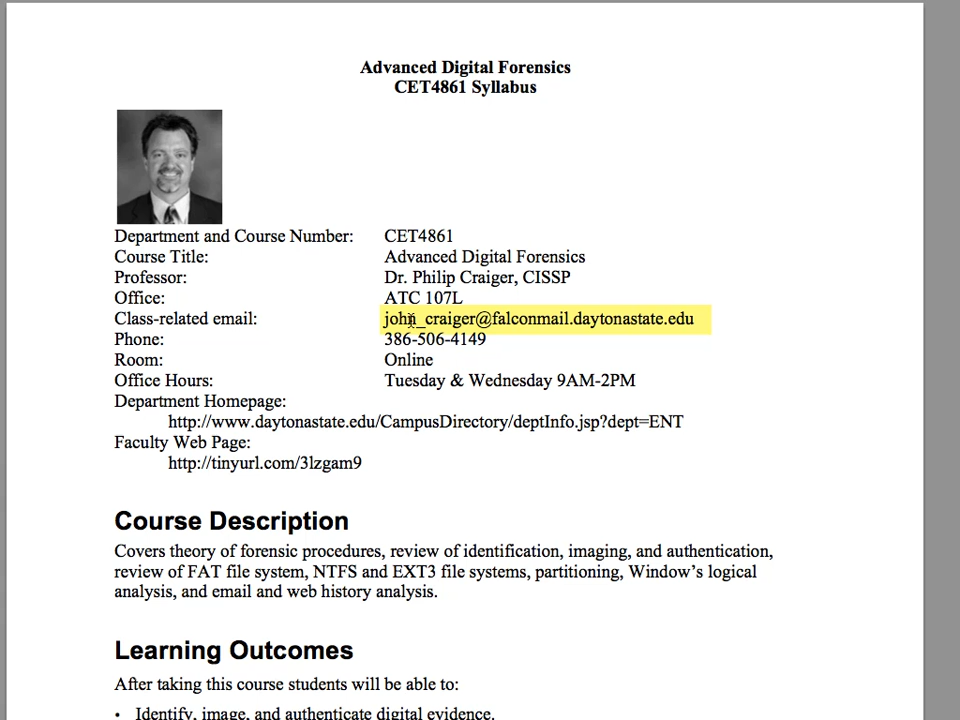 Advanced Digital Forensics
CET4861 Syllabus
Department and Course Number: CET4861
Course Title: Advanced Digital Forensics
Professor: Dr. Philip Craiger, CISSP
Office: ATC 107L
Class-related email: john_craiger@falconmail.daytonastate.edu
Phone: 386-506-4149
Room: Online
Office Hours: Tuesday & Wednesday 9AM-2PM
Department Homepage:
http://www.daytonastate.edu/CampusDirectory/deptInfo.jsp?dept=ENT
Faculty Web Page:
http://tinyurl.com/3lzgam9
Course Description
Covers theory of forensic procedures, review of identification, imaging, and authentication,
review of FAT file system, NTFS and EXT3 file systems, partitioning, Window’s logical
analysis, and email and web history analysis.
Learning Outcomes
After taking this course students will be able to:
• Identify, image, and authenticate digital evidence.